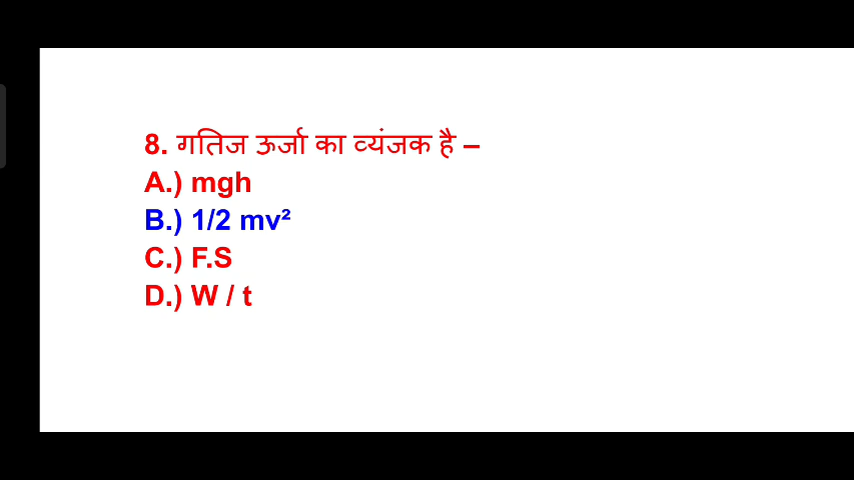 8. गतिज ऊर्जा का व्यंजक है –
A.) mgh
B.) 1/2 mv²
C.) F.S
D.) W / t